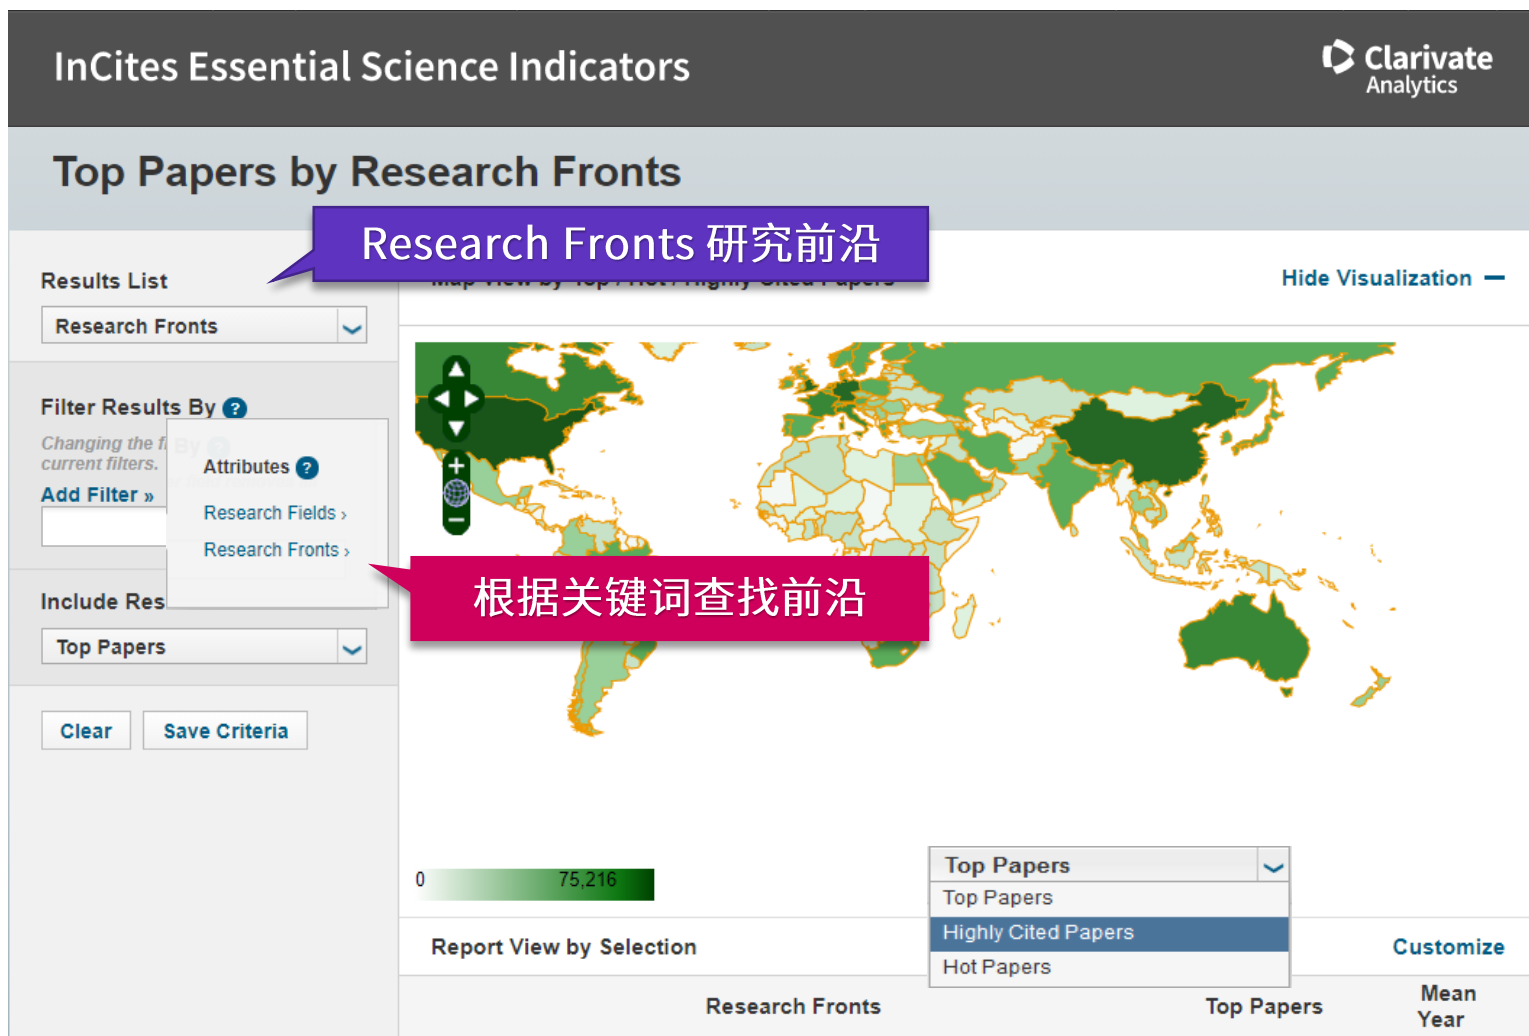 InCites Essential Science Indicators
Clarivate
Analytics
Top Papers by Research Fronts
Research Fronts 研究前沿
Results List
Hide Visualization
Research Fronts
Filter Results By ?
Changing the
current filters.
Add Filter »
Attributes ?
Research Fields ›
Research Fronts ›
根据关键词查找前沿
Include Res
Top Papers
Clear
Save Criteria
0
75,216
Top Papers
Top Papers
Highly Cited Papers
Hot Papers
Report View by Selection
Customize
Research Fronts
Top Papers
Mean
Year